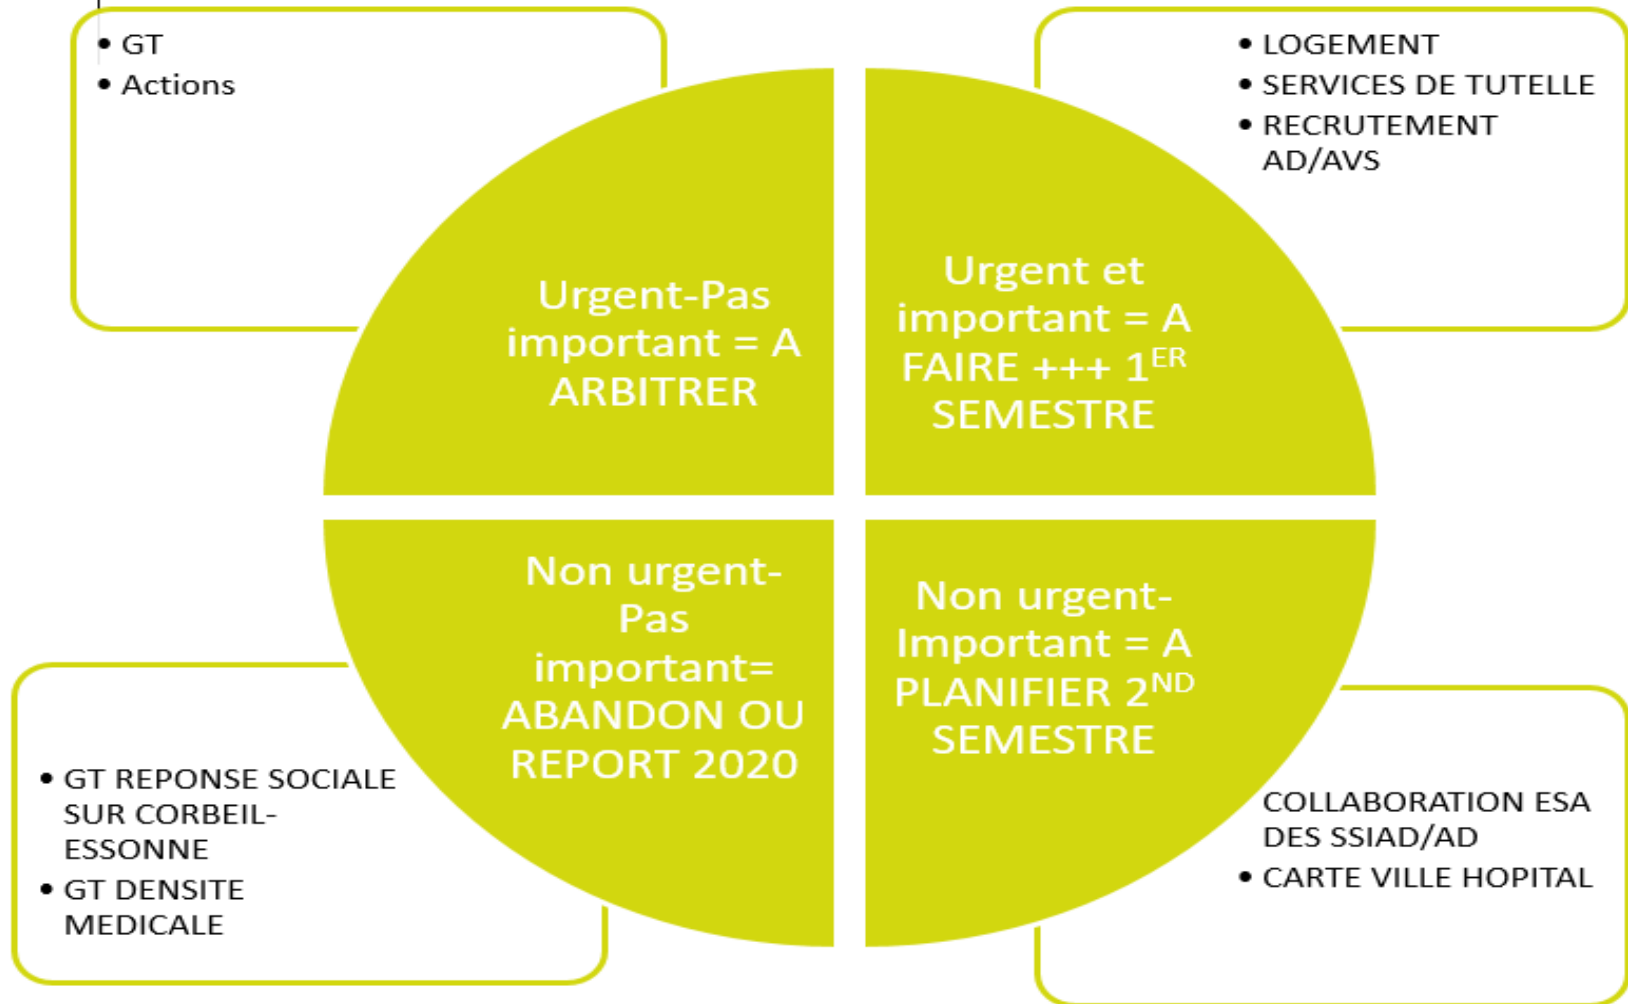 • GT
• Actions
• LOGEMENT
• SERVICES DE TUTELLE
• RECRUTEMENT
AD/AVS
Urgent-Pas
important = A
ARBITRER
Urgent et
important = A
FAIRE +++ 1ER
SEMESTRE
Non urgent-
Pas
important=
ABANDON OU
REPORT 2020
Non urgent-
Important = A
PLANIFIER 2ND
SEMESTRE
• GT REPONSE SOCIALE
SUR CORBEIL-
ESSONNE
• GT DENSITE
MEDICALE
COLLABORATION ESA
DES SSIAD/AD
• CARTE VILLE HOPITAL